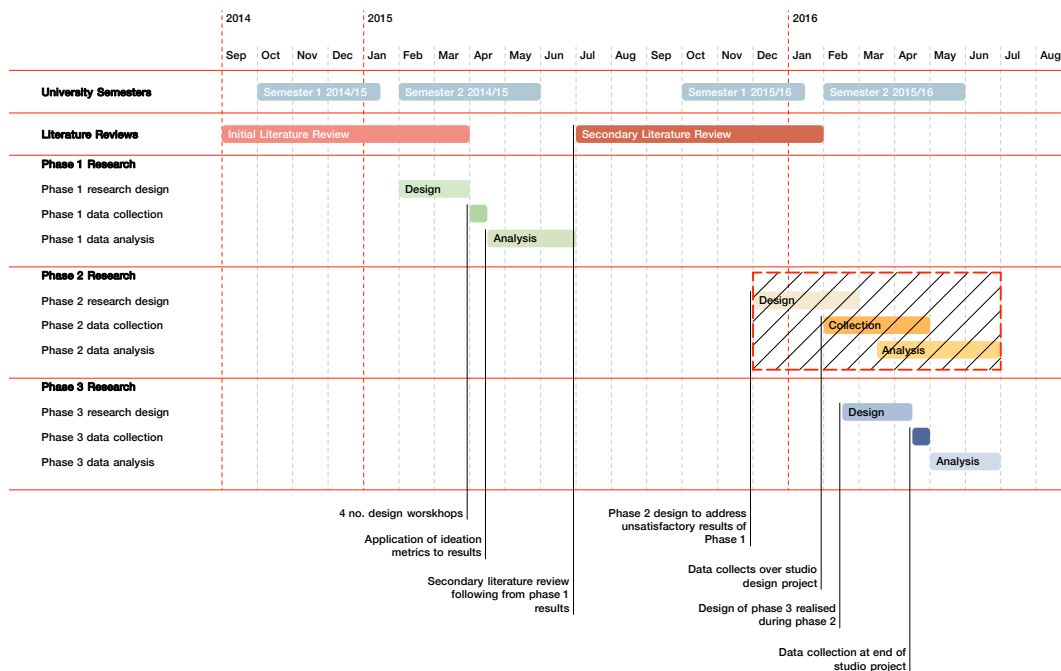 2014 2015 2016
Sep Oct Nov Dec Jan Feb Mar Apr May Jun Jul Aug Sep Oct Nov Dec Jan Feb Mar Apr May Jun Jul Aug
University Semesters Semester 1 2014/15 Semester 2 2014/15 Semester 1 2015/16 Semester 2 2015/16
Literature Reviews Initial Literature Review Secondary Literature Review
Phase 1 Research
Phase 1 research design Design
Phase 1 data collection
Phase 1 data analysis Analysis
Phase 2 Research
Phase 2 research design Design
Phase 2 data collection Collection
Phase 2 data analysis Analysis
Phase 3 Research
Phase 3 research design Design
Phase 3 data collection
Phase 3 data analysis Analysis
4 no. design worskhops
Application of ideation
metrics to results
Secondary literature review
following from phase 1
results
Phase 2 design to address
unsatisfactory results of
Phase 1
Data collects over studio
design project
Design of phase 3 realised
during phase 2
Data collection at end of
studio project